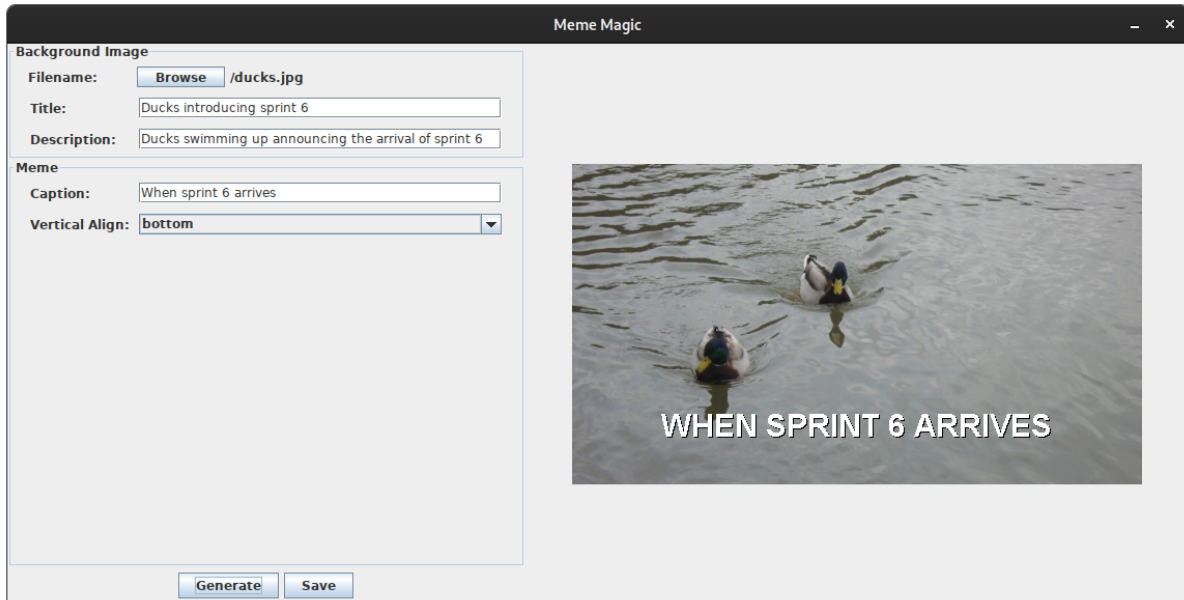 Meme Magic
Background Image
Filename: Browse /ducks.jpg
Title: Ducks introducing sprint 6
Description: Ducks swimming up announcing the arrival of sprint 6
Meme
Caption: When sprint 6 arrives
Vertical Align: bottom
WHEN SPRINT 6 ARRIVES
Generate Save